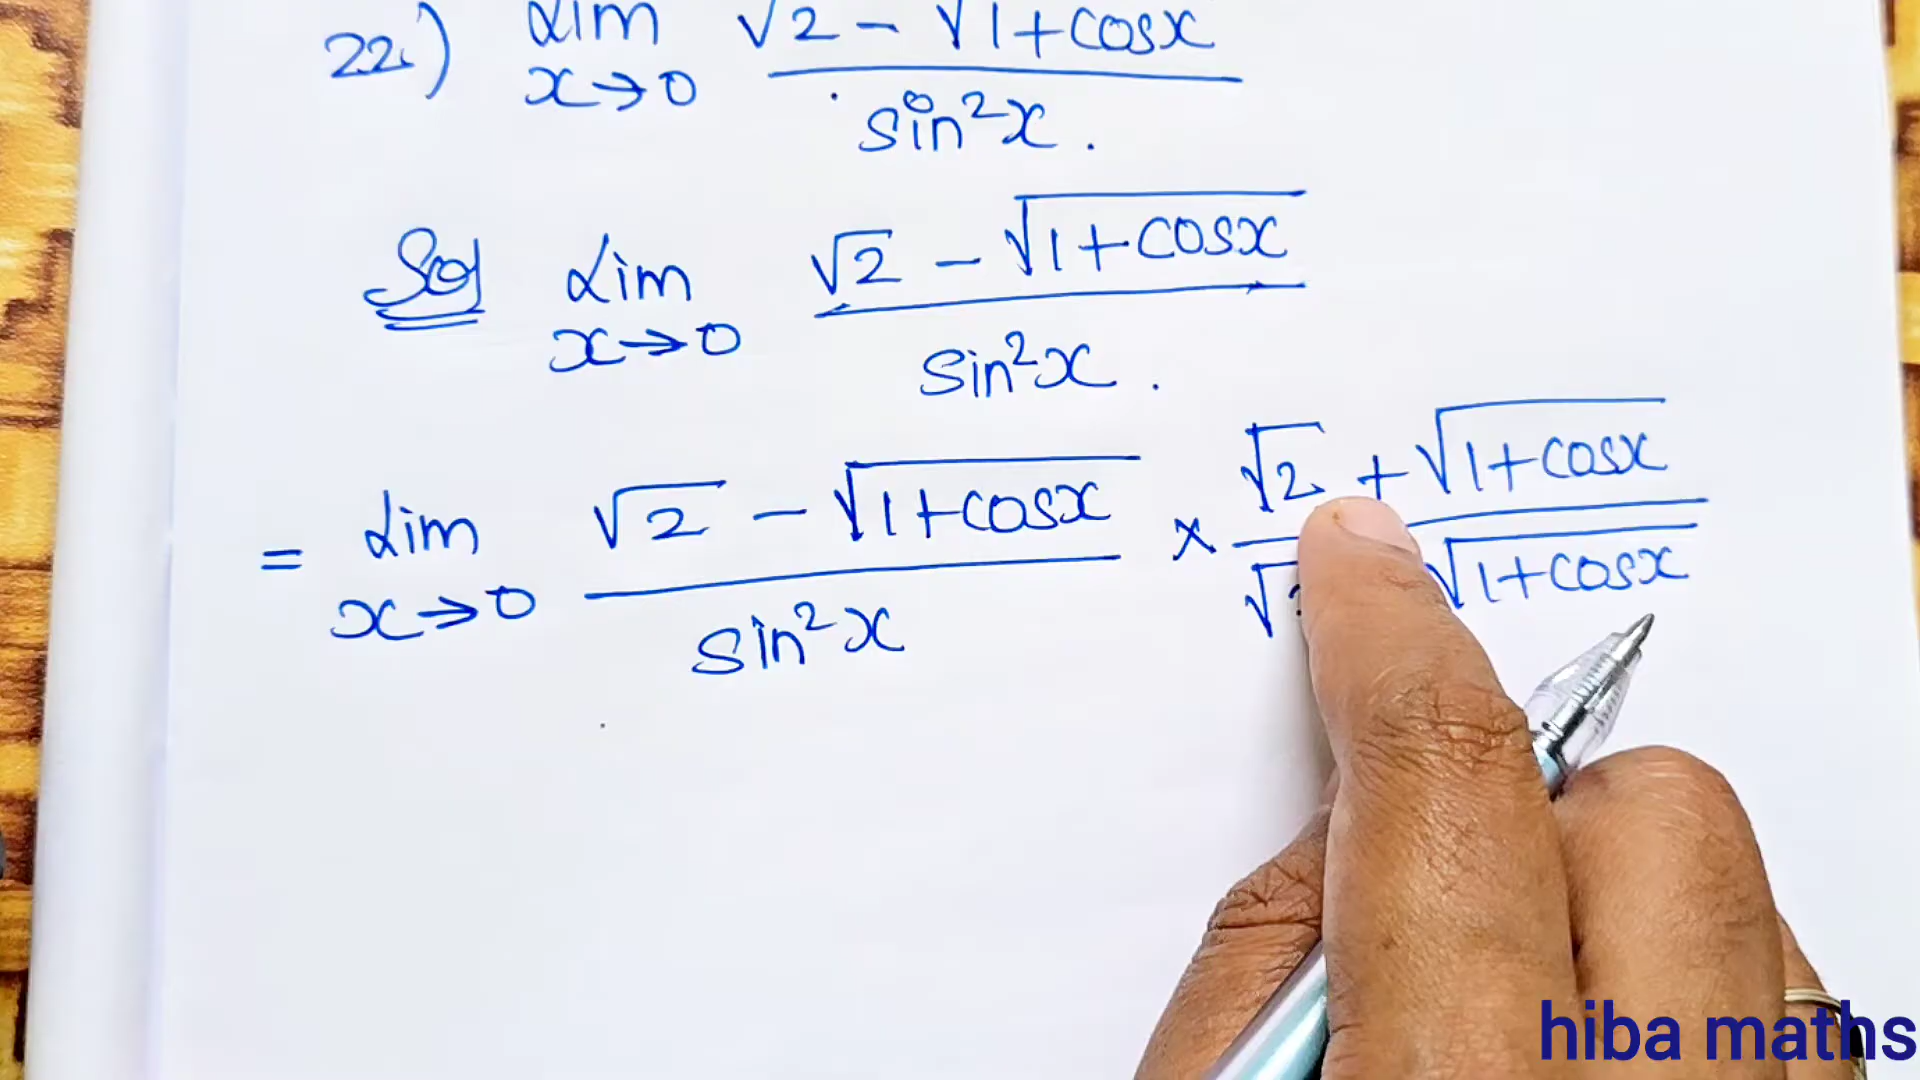 22.) Lim x→0 √2 - √1+cosx / sin²x.
Sol Lim x→0 √2 - √1+cosx / sin²x.
= Lim x→0 √2 - √1+cosx / sin²x × √2 + √1+cosx / √ √1+cosx
hiba maths